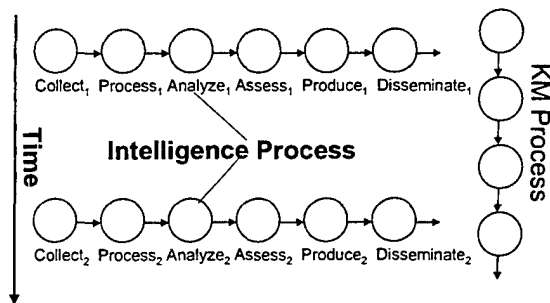 Collect₁ Process₁ Analyze₁ Assess₁ Produce₁ Disseminate₁
KM Process
Time
Intelligence Process
Collect₂ Process₂ Analyze₂ Assess₂ Produce₂ Disseminate₂